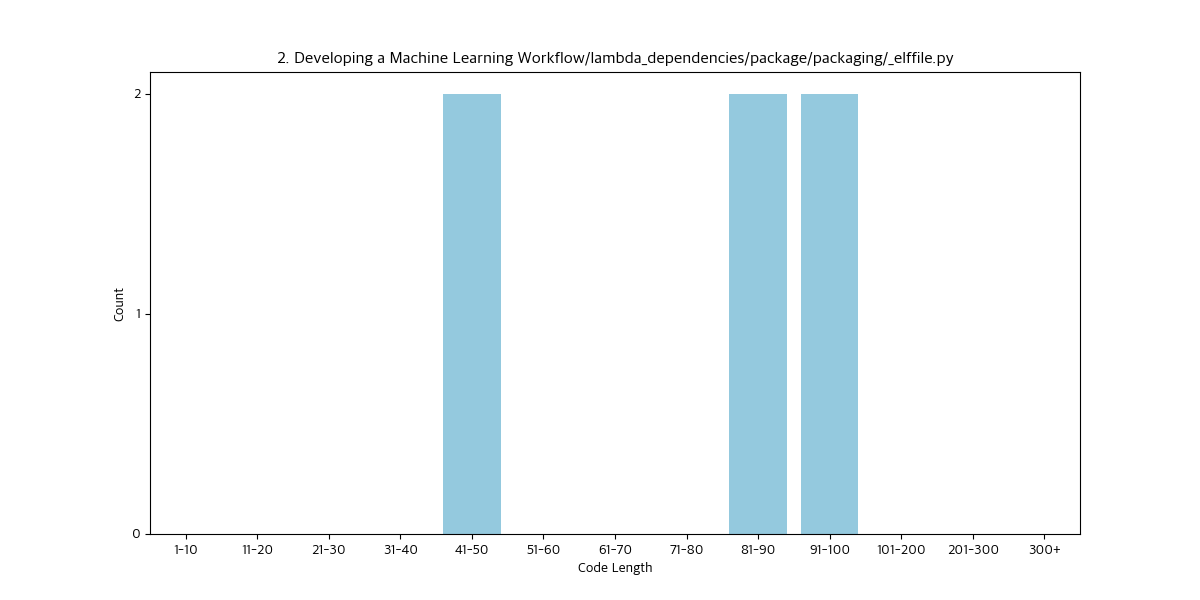 2. Developing a Machine Learning Workflow/lambda_dependencies/package/packaging/_elffile.py
2
1
0
Count
1-10 11-20 21-30 31-40 41-50 51-60 61-70 71-80 81-90 91-100 101-200 201-300 300+
Code Length